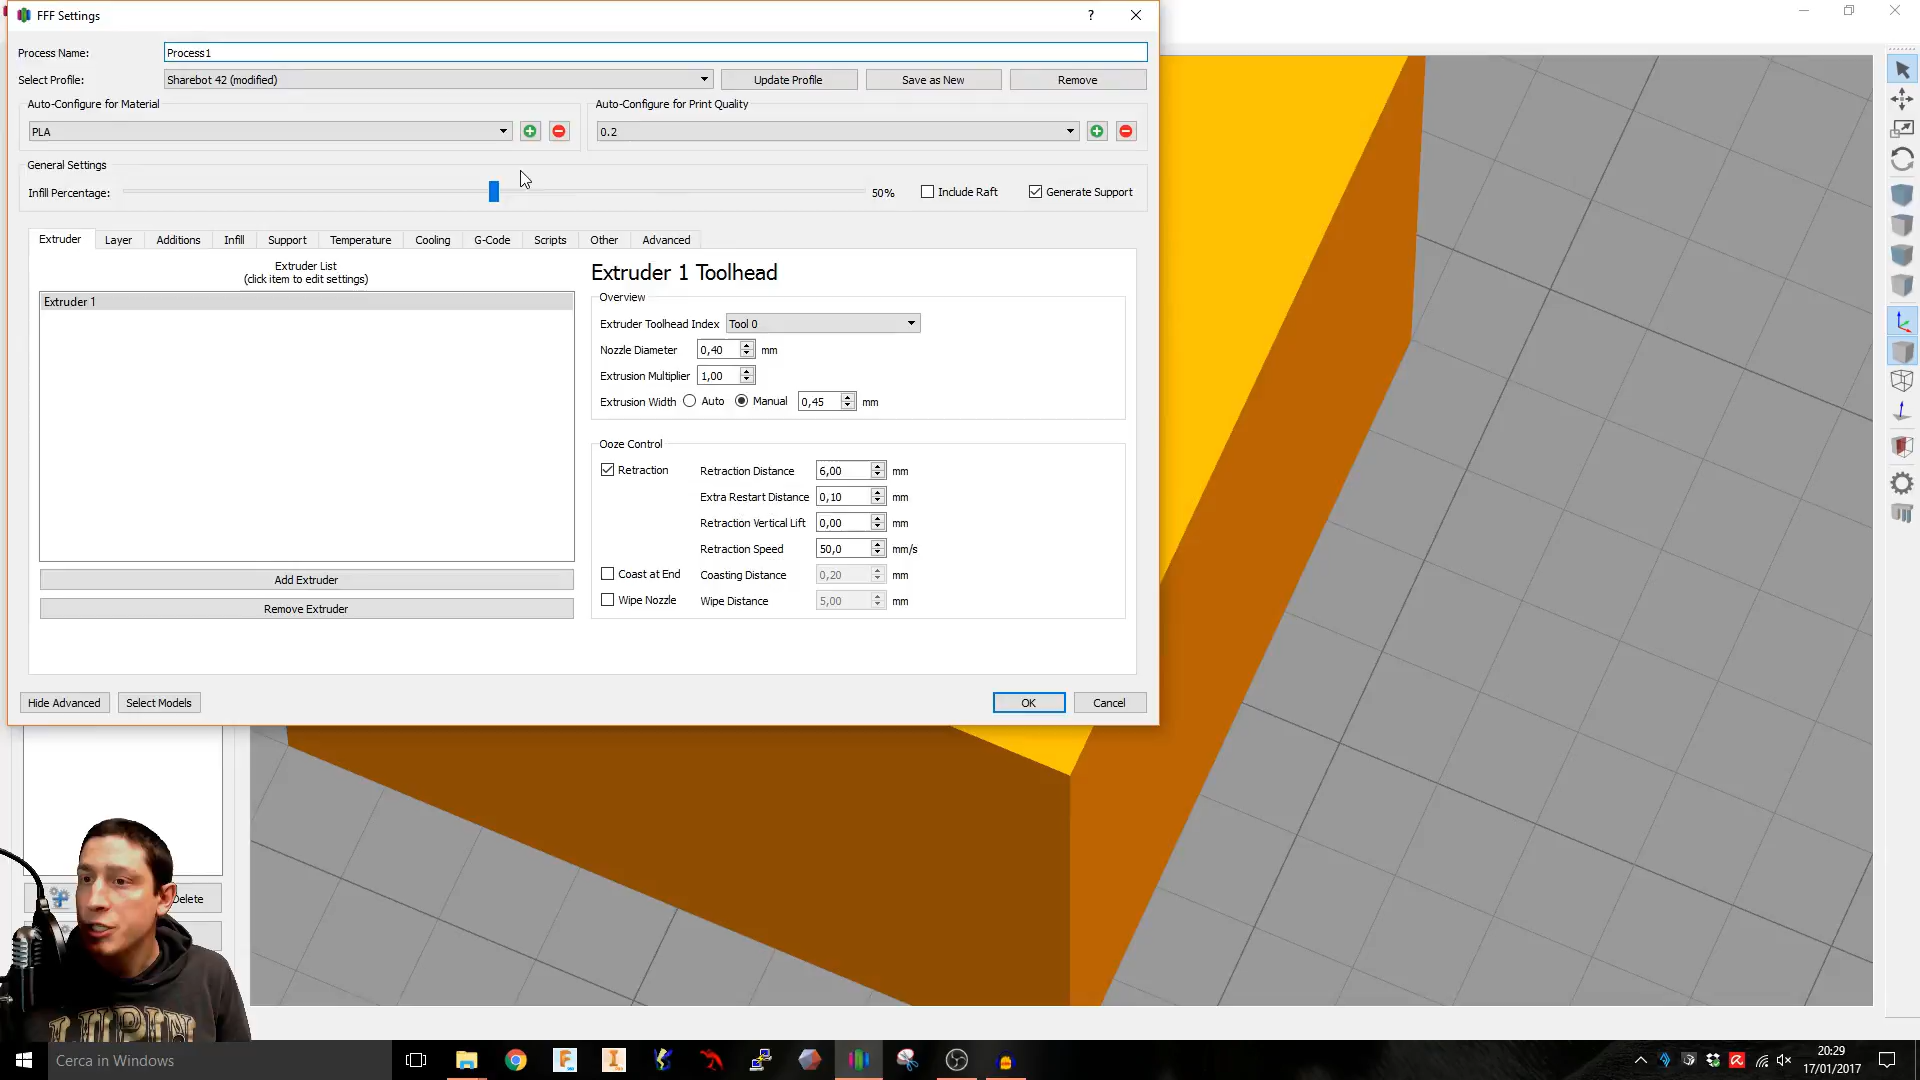 FFF Settings
?
Process Name: Process1
Select Profile: Sharebot 42 (modified) Update Profile Save as New Remove
Auto-Configure for Material Auto-Configure for Print Quality
PLA 0.2
General Settings
Infill Percentage: 50% Include Raft Generate Support
Extruder Layer Additions Infill Support Temperature Cooling G-Code Scripts Other Advanced
Extruder List
(click item to edit settings)
Extruder 1
Add Extruder
Remove Extruder
Extruder 1 Toolhead
Overview
Extruder Toolhead Index Tool 0
Nozzle Diameter 0,40 mm
Extrusion Multiplier 1,00
Extrusion Width Auto Manual 0,45 mm
Ooze Control
Retraction Retraction Distance 6,00 mm
Extra Restart Distance 0,10 mm
Retraction Vertical Lift 0,00 mm
Retraction Speed 50,0 mm/s
Coast at End Coasting Distance 0,20 mm
Wipe Nozzle Wipe Distance 5,00 mm
Hide Advanced Select Models OK Cancel
Delete
LUPIN
Cerca in Windows
20:29
17/01/2017